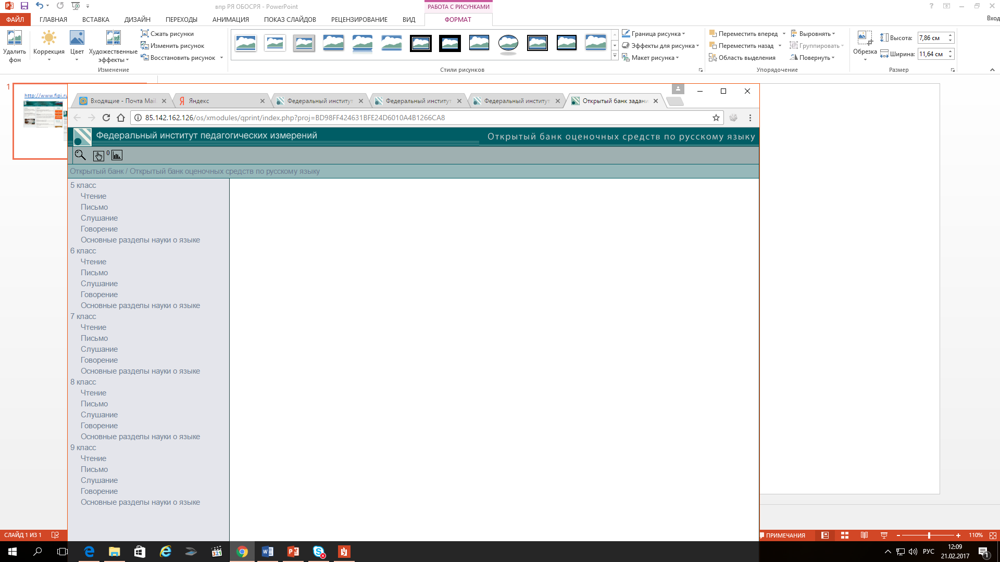 впр РЯ ОБОСРЯ - PowerPoint
РАБОТА С РИСУНКАМИ
ФАЙЛ ГЛАВНАЯ ВСТАВКА ДИЗАЙН ПЕРЕХОДЫ АНИМАЦИЯ ПОКАЗ СЛАЙДОВ РЕЦЕНЗИРОВАНИЕ ВИД ФОРМАТ Вход
Удалить фон
Коррекция
Цвет
Художественные эффекты
Сжать рисунки
Изменить рисунок
Восстановить рисунок
Изменение
Стили рисунков
Граница рисунка
Эффекты для рисунка
Макет рисунка
Переместить вперед
Переместить назад
Область выделения
Выровнять
Группировать
Повернуть
Упорядочение
Обрезка
Высота: 7,86 см
Ширина: 11,64 см
Размер
1
http://www.fipi.ru
Входящие - Почта Mail
Яндекс
Федеральный институт
Федеральный институт
Федеральный институт
Открытый банк задани
85.142.162.126/os/xmodules/qprint/index.php?proj=BD98FF424631BFE24D6010A4B1266CA8
Федеральный институт педагогических измерений
Открытый банк оценочных средств по русскому языку
0
Открытый банк / Открытый банк оценочных средств по русскому языку
5 класс
Чтение
Письмо
Слушание
Говорение
Основные разделы науки о языке
6 класс
Чтение
Письмо
Слушание
Говорение
Основные разделы науки о языке
7 класс
Чтение
Письмо
Слушание
Говорение
Основные разделы науки о языке
8 класс
Чтение
Письмо
Слушание
Говорение
Основные разделы науки о языке
9 класс
Чтение
Письмо
Слушание
Говорение
Основные разделы науки о языке
СЛАЙД 1 ИЗ 1
ПРИМЕЧАНИЯ
110%
321
РУС
12:09
21.02.2017
1